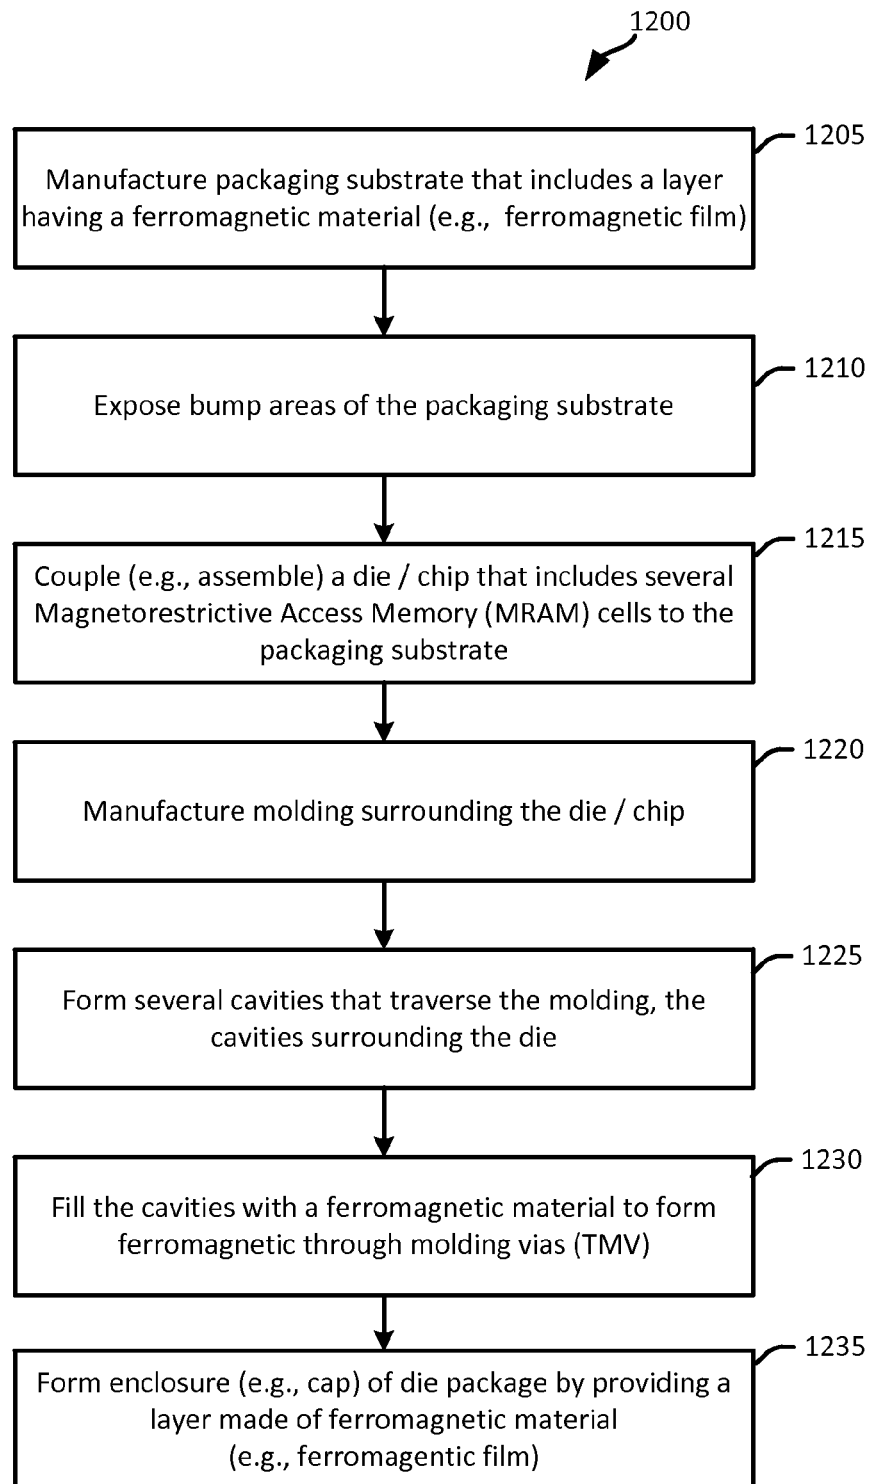 1200
1205
Manufacture packaging substrate that includes a layer
having a ferromagnetic material (e.g., ferromagnetic film)
1210
Expose bump areas of the packaging substrate
1215
Couple (e.g., assemble) a die / chip that includes several
Magnetorestrictive Access Memory (MRAM) cells to the
packaging substrate
1220
Manufacture molding surrounding the die / chip
1225
Form several cavities that traverse the molding, the
cavities surrounding the die
1230
Fill the cavities with a ferromagnetic material to form
ferromagnetic through molding vias (TMV)
1235
Form enclosure (e.g., cap) of die package by providing a
layer made of ferromagnetic material
(e.g., ferromagentic film)